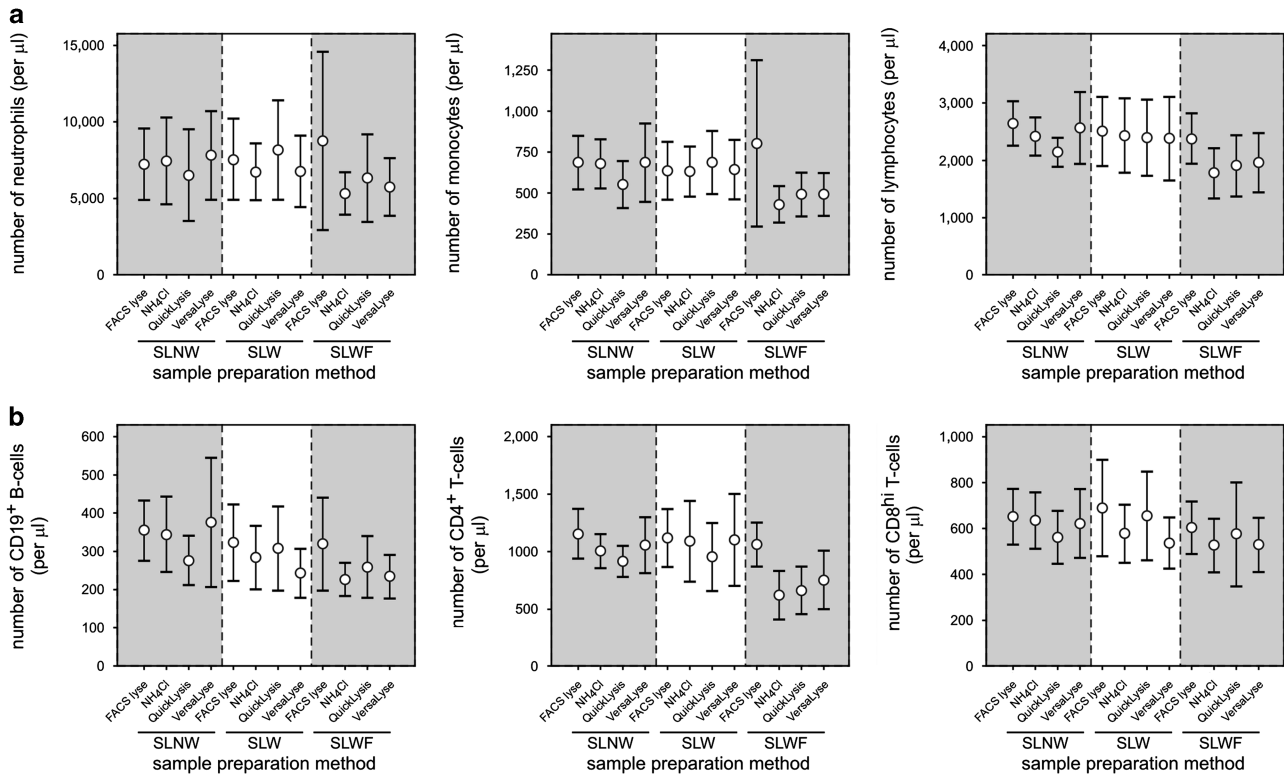 a
number of neutrophils (per µl)
15,000
10,000
5,000
0
FACS lyse
NH4Cl
QuickLysis
VersaLyse
FACS lyse
NH4Cl
QuickLysis
VersaLyse
FACS lyse
NH4Cl
QuickLysis
VersaLyse
SLNW SLW SLWF
sample preparation method
number of monocytes (per µl)
1,250
1,000
750
500
250
0
FACS lyse
NH4Cl
QuickLysis
VersaLyse
FACS lyse
NH4Cl
QuickLysis
VersaLyse
FACS lyse
NH4Cl
QuickLysis
VersaLyse
SLNW SLW SLWF
sample preparation method
number of lymphocytes (per µl)
4,000
3,000
2,000
1,000
0
FACS lyse
NH4Cl
QuickLysis
VersaLyse
FACS lyse
NH4Cl
QuickLysis
VersaLyse
FACS lyse
NH4Cl
QuickLysis
VersaLyse
SLNW SLW SLWF
sample preparation method
b
number of CD19+ B-cells
(per µl)
600
500
400
300
200
100
0
FACS lyse
NH4Cl
QuickLysis
VersaLyse
FACS lyse
NH4Cl
QuickLysis
VersaLyse
FACS lyse
NH4Cl
QuickLysis
VersaLyse
SLNW SLW SLWF
sample preparation method
number of CD4+ T-cells
(per µl)
2,000
1,500
1,000
500
0
FACS lyse
NH4Cl
QuickLysis
VersaLyse
FACS lyse
NH4Cl
QuickLysis
VersaLyse
FACS lyse
NH4Cl
QuickLysis
VersaLyse
SLNW SLW SLWF
sample preparation method
number of CD8hi T-cells
(per µl)
1,000
800
600
400
200
0
FACS lyse
NH4Cl
QuickLysis
VersaLyse
FACS lyse
NH4Cl
QuickLysis
VersaLyse
FACS lyse
NH4Cl
QuickLysis
VersaLyse
SLNW SLW SLWF
sample preparation method